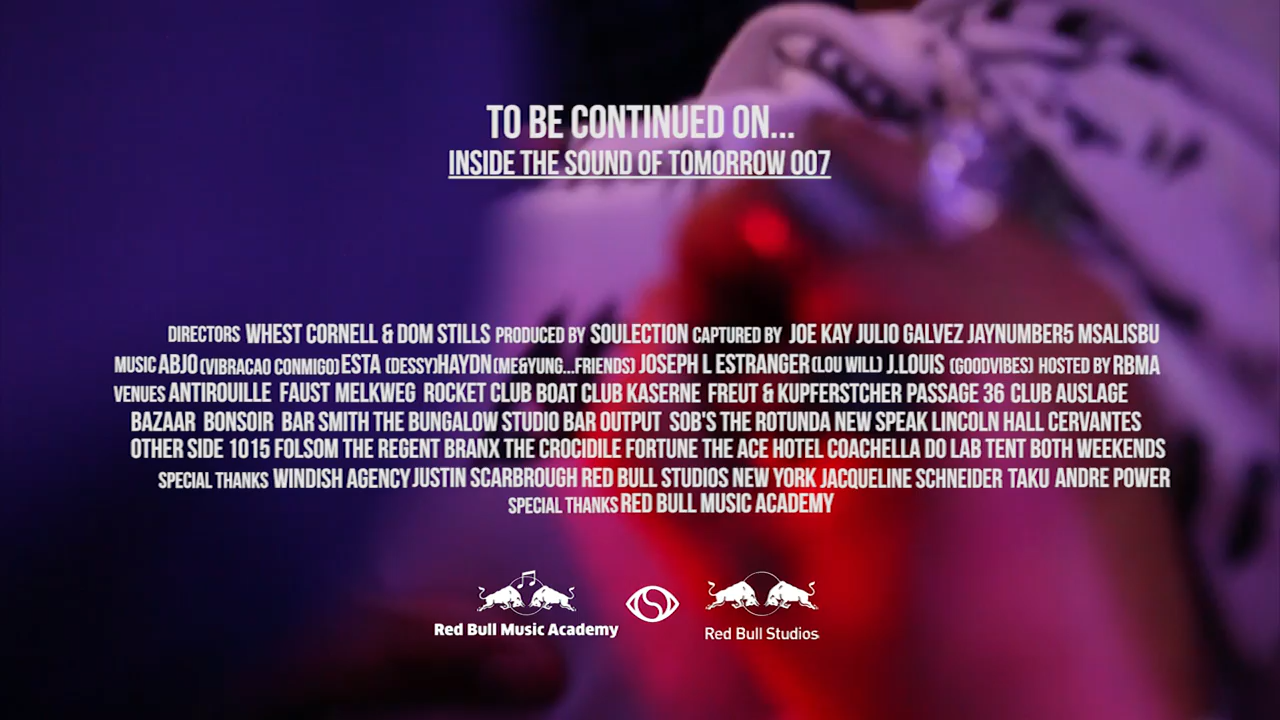 TO BE CONTINUED ON...
INSIDE THE SOUND OF TOMORROW 007
DIRECTORS WHEST CORNELL & DOM STILLS PRODUCED BY SOULECTION CAPTURED BY JOE KAY JULIO GALVEZ JAYNUMBER5 MSALISBU
MUSIC ABJO (VIBRACAO CONMIGO) ESTA (DESSY) HAYDN (ME&YUNG...FRIENDS) JOSEPH L ESTRANGER (LOU WILL) J.LOUIS (GOODVIBES) HOSTED BY RBMA
VENUES ANTIROUILLE FAUST MELKWEG ROCKET CLUB BOAT CLUB KASERNE FREUT & KUPFERSTCHER PASSAGE 36 CLUB AUSLAGE
BAZAAR BONSOIR BAR SMITH THE BUNGALOW STUDIO BAR OUTPUT SOB'S THE ROTUNDA NEW SPEAK LINCOLN HALL CERVANTES
OTHER SIDE 1015 FOLSOM THE REGENT BRANX THE CROCIDILE FORTUNE THE ACE HOTEL COACHELLA DO LAB TENT BOTH WEEKENDS
SPECIAL THANKS WINDISH AGENCY JUSTIN SCARBROUGH RED BULL STUDIOS NEW YORK JACQUELINE SCHNEIDER TAKU ANDRE POWER
SPECIAL THANKS RED BULL MUSIC ACADEMY
Red Bull Music Academy
Red Bull Studios